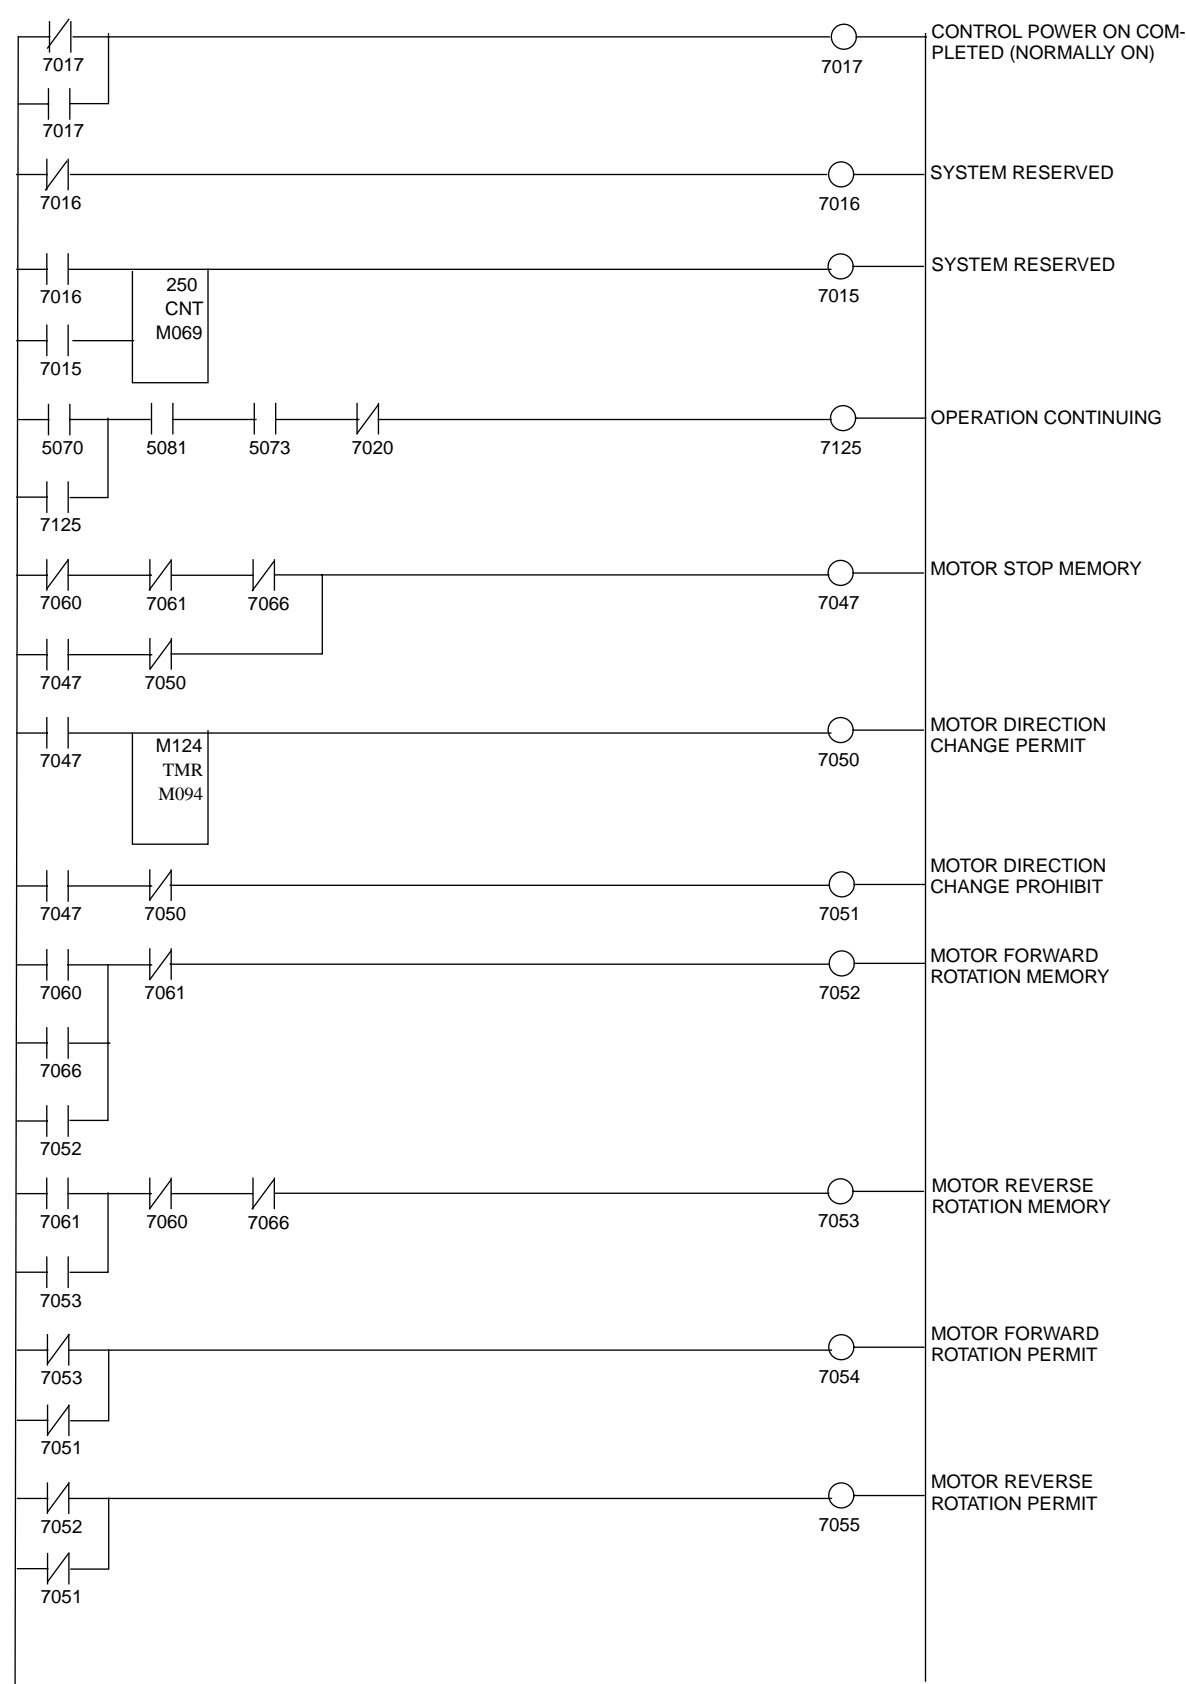 CONTROL POWER ON COM-
PLETED (NORMALLY ON)
7017
7017
7017
SYSTEM RESERVED
7016
7016
SYSTEM RESERVED
7016
250
CNT
M069
7015
7015
OPERATION CONTINUING
5070
5081
5073
7020
7125
7125
MOTOR STOP MEMORY
7060
7061
7066
7047
7047
7050
MOTOR DIRECTION
CHANGE PERMIT
7047
M124
TMR
M094
7050
MOTOR DIRECTION
CHANGE PROHIBIT
7047
7050
7051
MOTOR FORWARD
ROTATION MEMORY
7060
7061
7052
7066
7052
MOTOR REVERSE
ROTATION MEMORY
7061
7060
7066
7053
7053
MOTOR FORWARD
ROTATION PERMIT
7053
7054
7051
MOTOR REVERSE
ROTATION PERMIT
7052
7055
7051